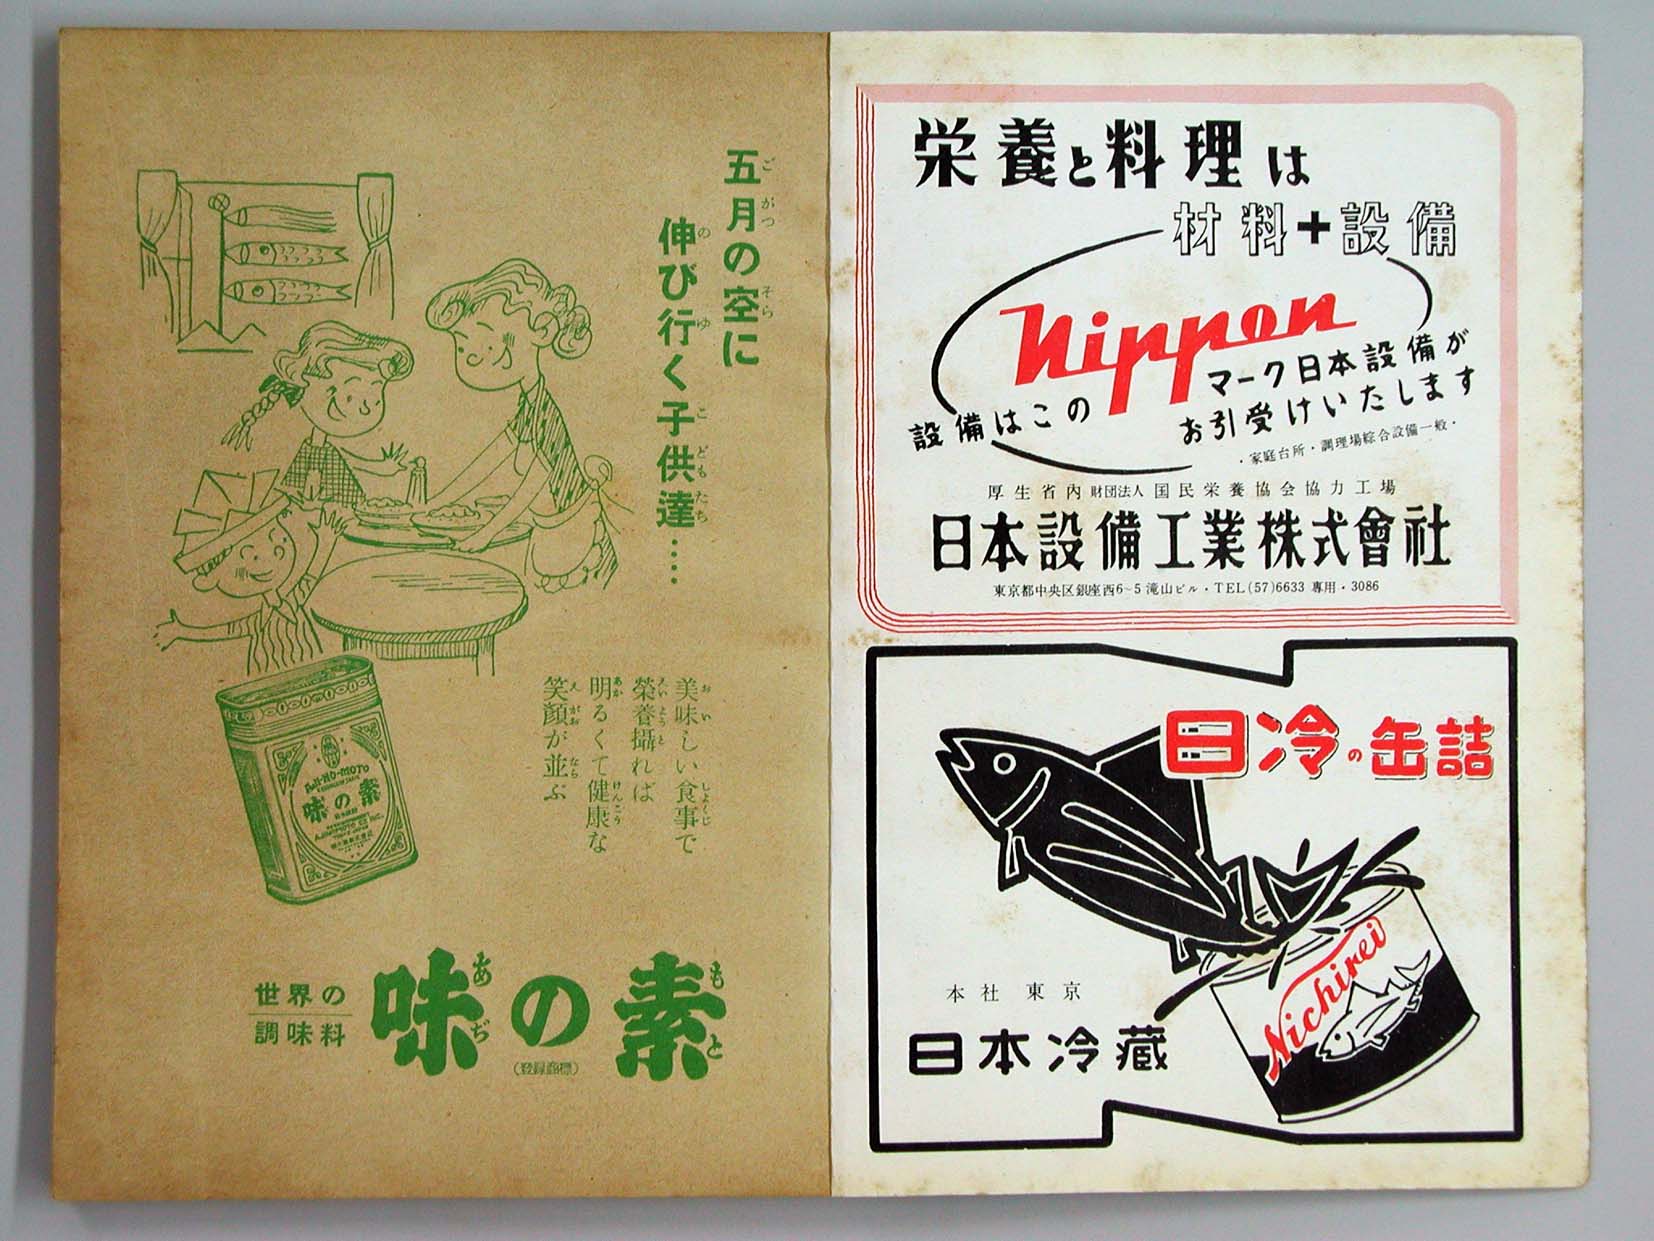 五月の空に
伸び行く子供達……
美味しい食事で
栄養攝れば
明るくて健康な
笑顔が並ぶ
AJI-NO-MOTO
味の素
世界の
調味料
味の素
(登録商標)
栄養と料理は
材料+設備
Nippon
設備はこの
マーク日本設備が
お引受けいたします
・家庭台所・調理場綜合設備一般・
厚生省内財団法人国民栄養協会協力工場
日本設備工業株式會社
東京都中央区銀座西6~5滝山ビル・TEL(57)6633 専用・3086
日冷の缶詰
Nichirei
本社 東京
日本冷蔵